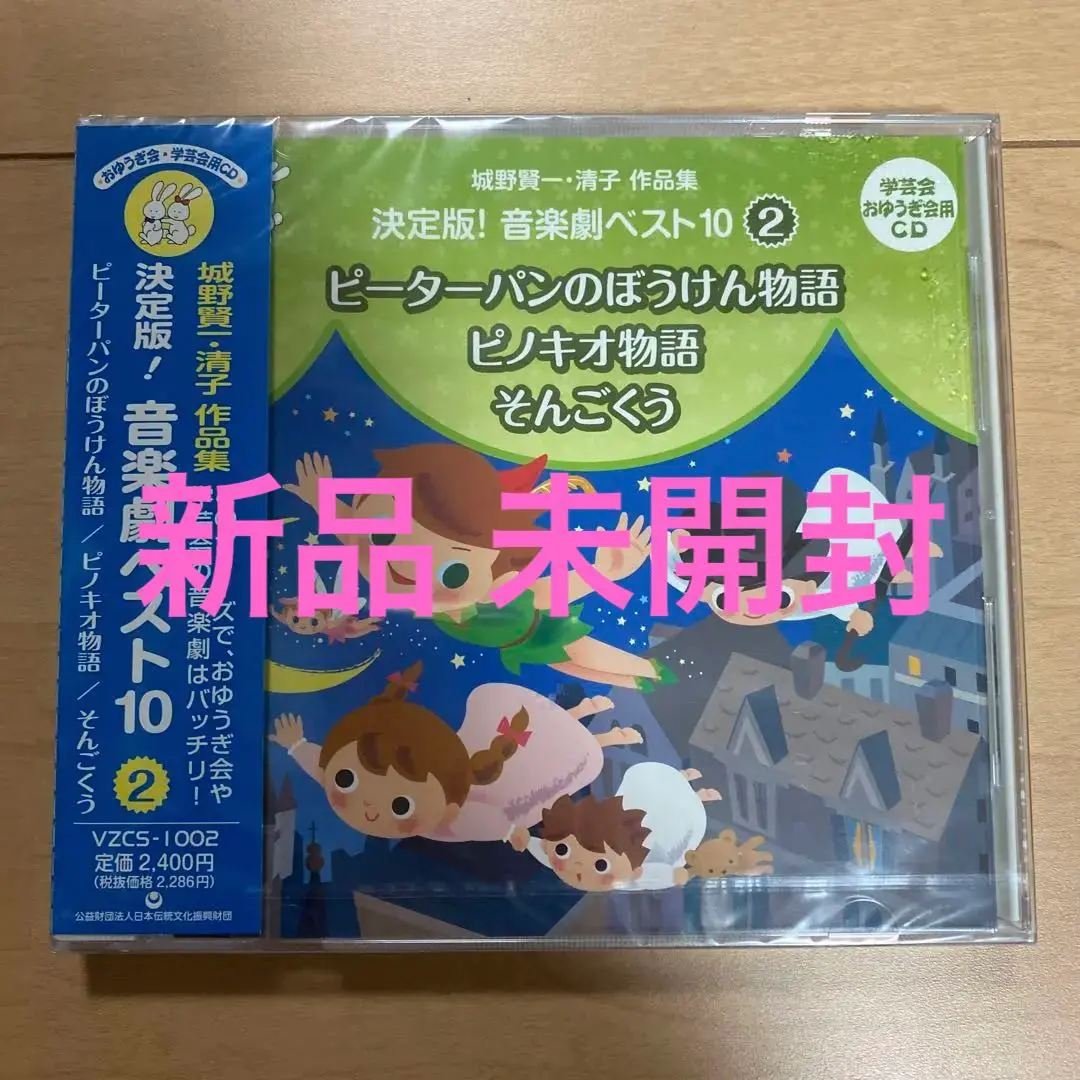 おゆうぎ会・学芸会用CD
城野賢一・清子 作品集
決定版! 音楽劇ベスト10 2
ピーターパンのぼうけん物語 / ピノキオ物語 / そんごくう
ズで、おゆうぎ会や
音楽劇はバッチリ!
VZCS-1002
定価 2,400円
(税抜価格 2,286円)
公益財団法人日本伝統文化振興財団
城野賢一・清子 作品集
決定版! 音楽劇ベスト10 2
ピーターパンのぼうけん物語
ピノキオ物語
そんごくう
学芸会
おゆうぎ会用
CD
新品 未開封